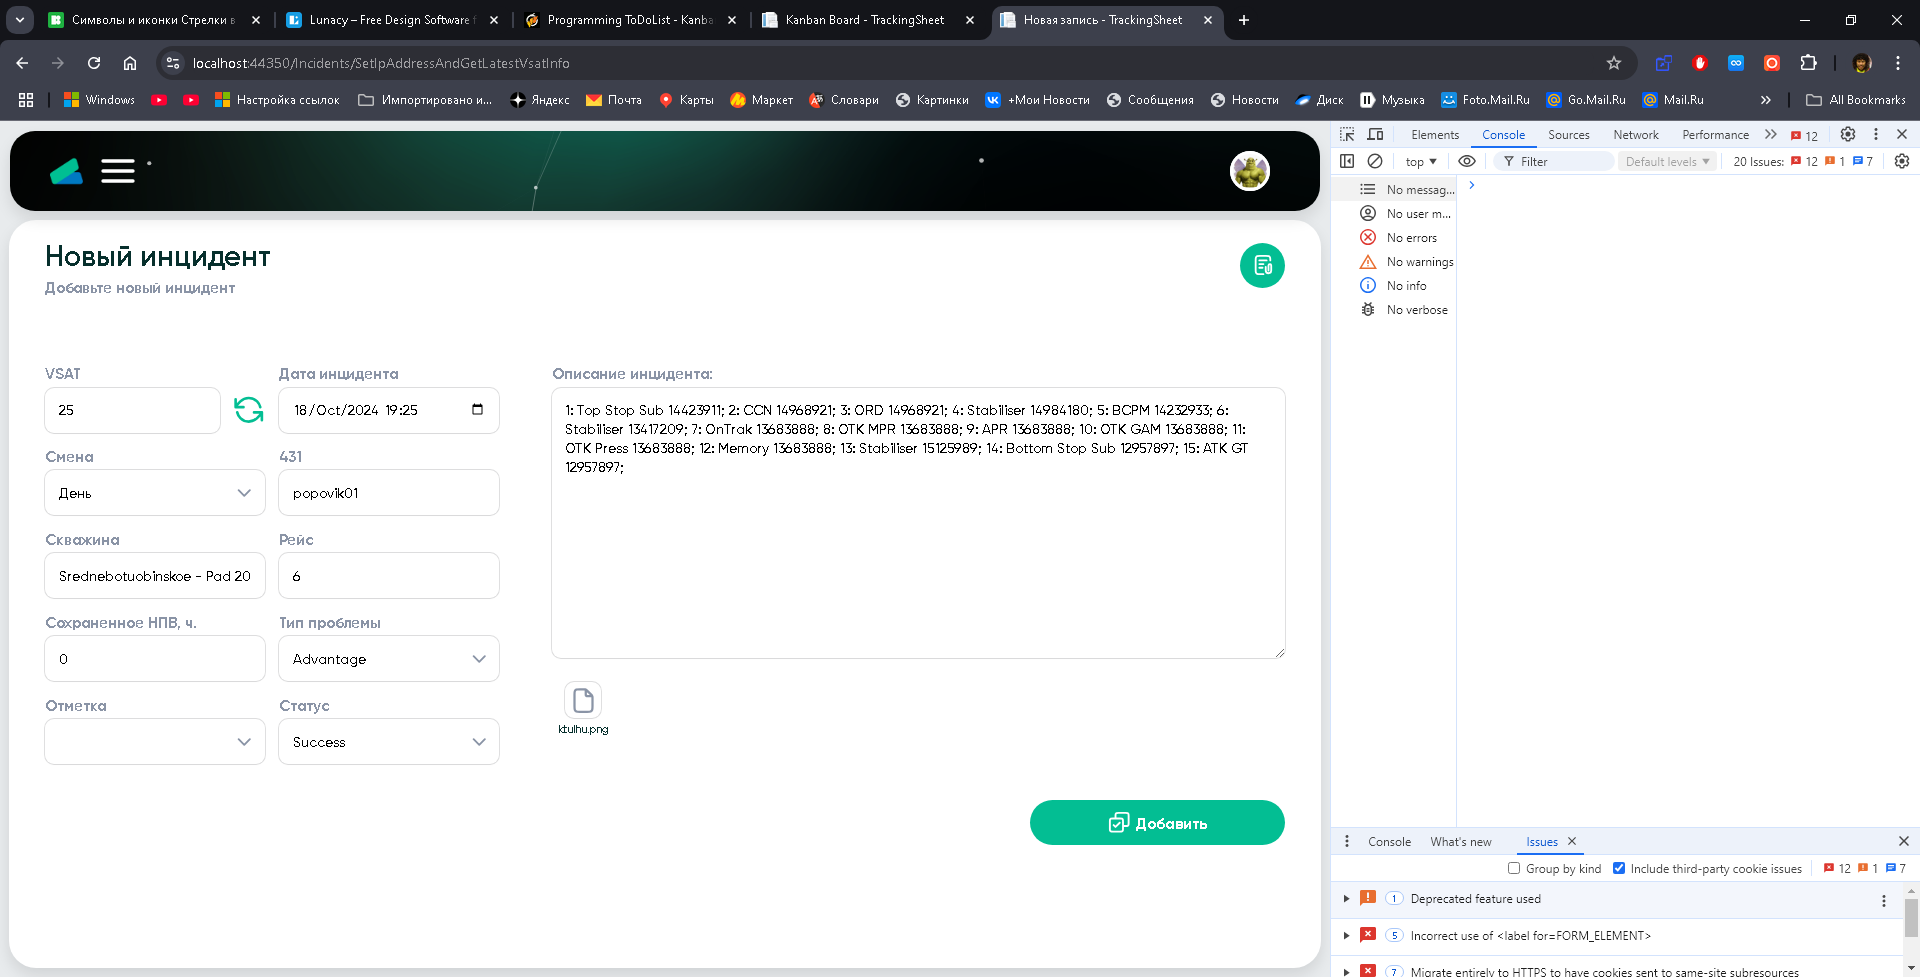 Символы и иконки Стрелки в
Lunacy – Free Design Software f
Programming ToDoList - Kanba
Kanban Board - TrackingSheet
Новая запись - TrackingSheet
localhost:44350/Incidents/SetIpAddressAndGetLatestVsatInfo
Windows
Настройка ссылок
Импортировано и...
Яндекс
Почта
Карты
Маркет
Словари
Картинки
+Мои Новости
Сообщения
Новости
Диск
Музыка
Foto.Mail.Ru
Go.Mail.Ru
Mail.Ru
All Bookmarks
Новый инцидент
Добавьте новый инцидент
VSAT
25
Дата инцидента
18/Oct/2024 19:25
Смена
День
431
popovik01
Скважина
Srednebotuobinskoe - Pad 20
Рейс
6
Сохраненное НПВ, ч.
0
Тип проблемы
Advantage
Отметка
Статус
Success
Описание инцидента:
1: Top Stop Sub 14423911; 2: CCN 14968921; 3: ORD 14968921; 4: Stabiliser 14984180; 5: BCPM 14232933; 6:
Stabiliser 13417209; 7: OnTrak 13683888; 8: OTK MPR 13683888; 9: APR 13683888; 10: OTK GAM 13683888; 11:
OTK Press 13683888; 12: Memory 13683888; 13: Stabiliser 15125989; 14: Bottom Stop Sub 12957897; 15: ATK GT
12957897;
ktulhu.png
Добавить
Elements
Console
Sources
Network
Performance
12
top
Filter
Default levels
20 Issues:
12
1
7
No messag...
No user m...
No errors
No warnings
No info
No verbose
Console
What's new
Issues
Group by kind
Include third-party cookie issues
12
1
7
1 Deprecated feature used
5 Incorrect use of <label for=FORM_ELEMENT>
7 Migrate entirely to HTTPS to have cookies sent to same-site subresources